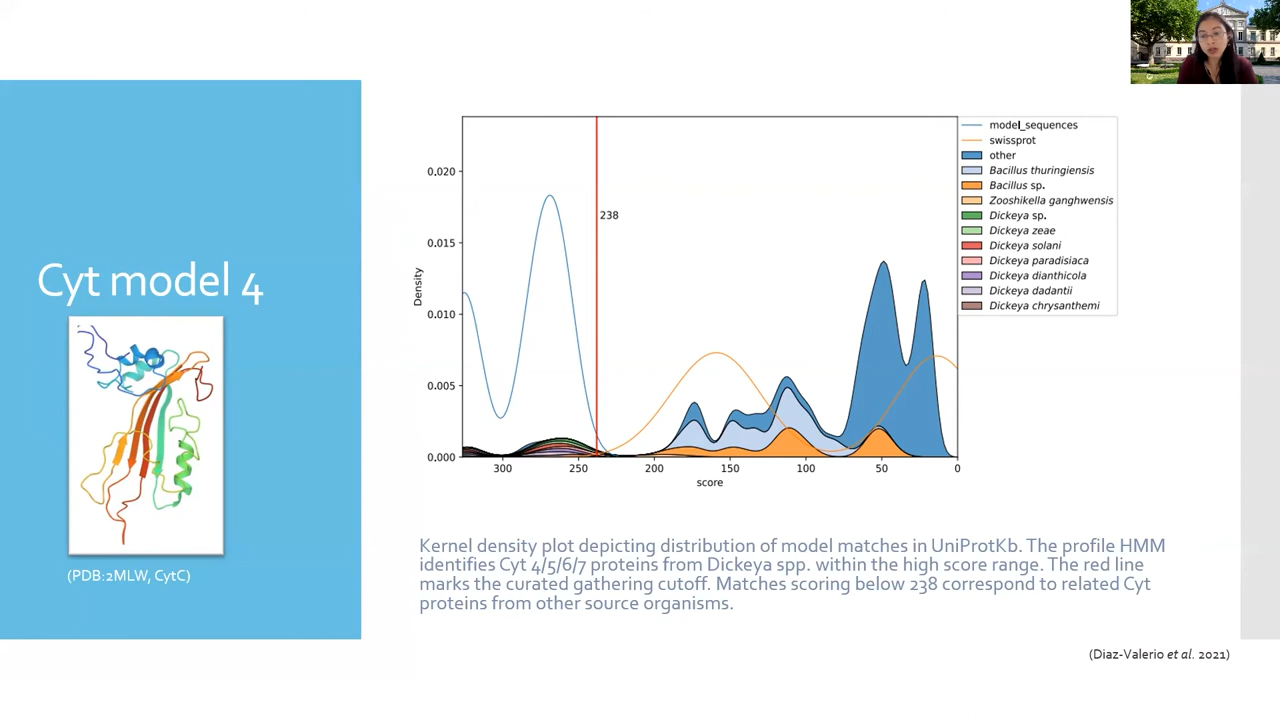 Cyt model 4
(PDB:2MLW, CytC)
0.020
0.015
0.010
0.005
0.000
Density
238
300
250
200
150
100
50
0
score
model_sequences
swissprot
other
Bacillus thuringiensis
Bacillus sp.
Zooshikella ganghwensis
Dickeya sp.
Dickeya zeae
Dickeya solani
Dickeya paradisiaca
Dickeya dianthicola
Dickeya dadantii
Dickeya chrysanthemi
Kernel density plot depicting distribution of model matches in UniProtKb. The profile HMM
identifies Cyt 4/5/6/7 proteins from Dickeya spp. within the high score range. The red line
marks the curated gathering cutoff. Matches scoring below 238 correspond to related Cyt
proteins from other source organisms.
(Diaz-Valerio et al. 2021)